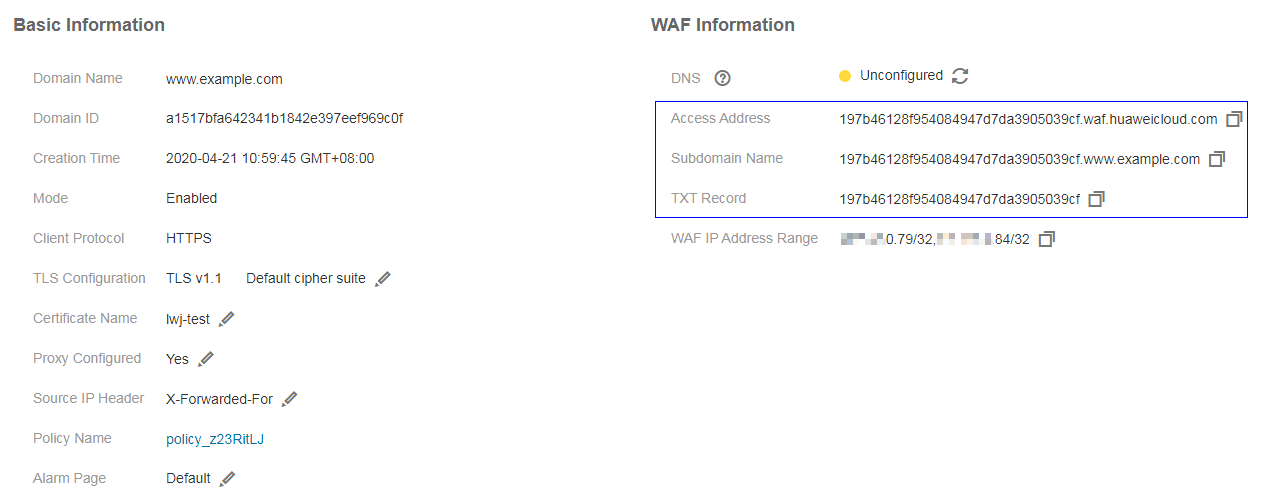 Basic Information
Domain Name www.example.com
Domain ID a1517bfa642341b1842e397eef969c0f
Creation Time 2020-04-21 10:59:45 GMT+08:00
Mode Enabled
Client Protocol HTTPS
TLS Configuration TLS v1.1 Default cipher suite
Certificate Name lwj-test
Proxy Configured Yes
Source IP Header X-Forwarded-For
Policy Name policy_z23RitLJ
Alarm Page Default
WAF Information
DNS ? Unconfigured
Access Address 197b46128f954084947d7da3905039cf.waf.huaweicloud.com
Subdomain Name 197b46128f954084947d7da3905039cf.www.example.com
TXT Record 197b46128f954084947d7da3905039cf
WAF IP Address Range 0.79/32, .84/32